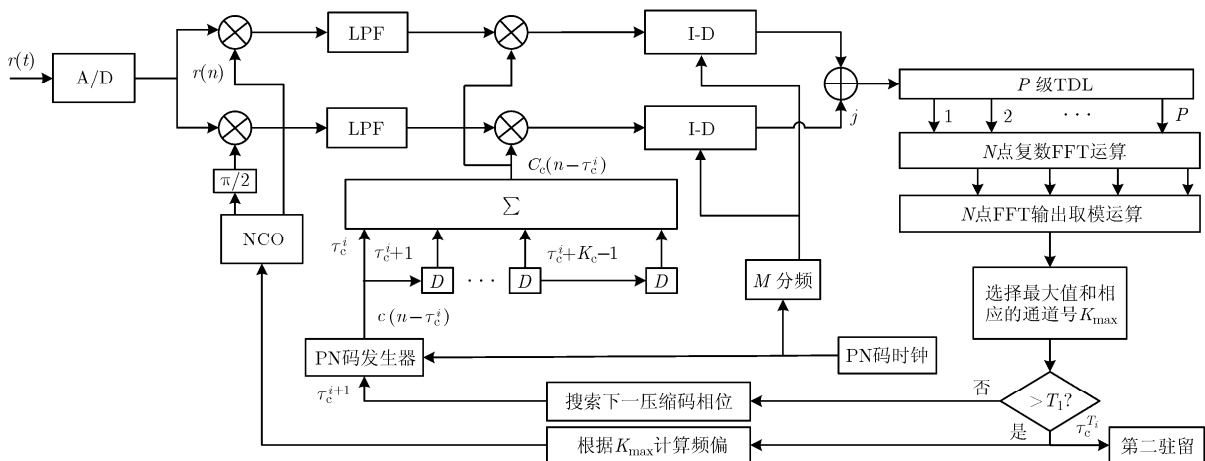 r(t)
A/D
r(n)
LPF
I-D
P 级TDL
1
2
···
P
LPF
I-D
j
N点复数FFT运算
π/2
C_c(n−τ_c^i)
Σ
N点FFT输出取模运算
NCO
τ_c^i
τ_c^i+1
τ_c^i+K_c−1
D
···
D
D
M 分频
选择最大值和相
应的通道号K_max
c(n−τ_c^i)
PN码发生器
PN码时钟
τ_c^{i+1}
搜索下一压缩码相位
否
>T_1?
是
τ_c^{T_i}
根据K_max计算频偏
第二驻留